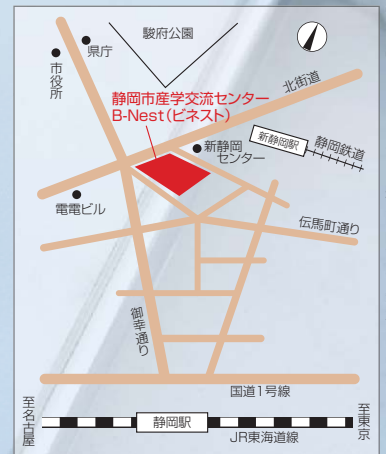 駿府公園
県庁
市役所
北街道
静岡市産学交流センター
B-Nest(ビネスト)
新静岡
センター
新静岡駅
静岡鉄道
電電ビル
伝馬町通り
御幸通り
国道1号線
至名古屋
静岡駅
JR東海道線
至東京